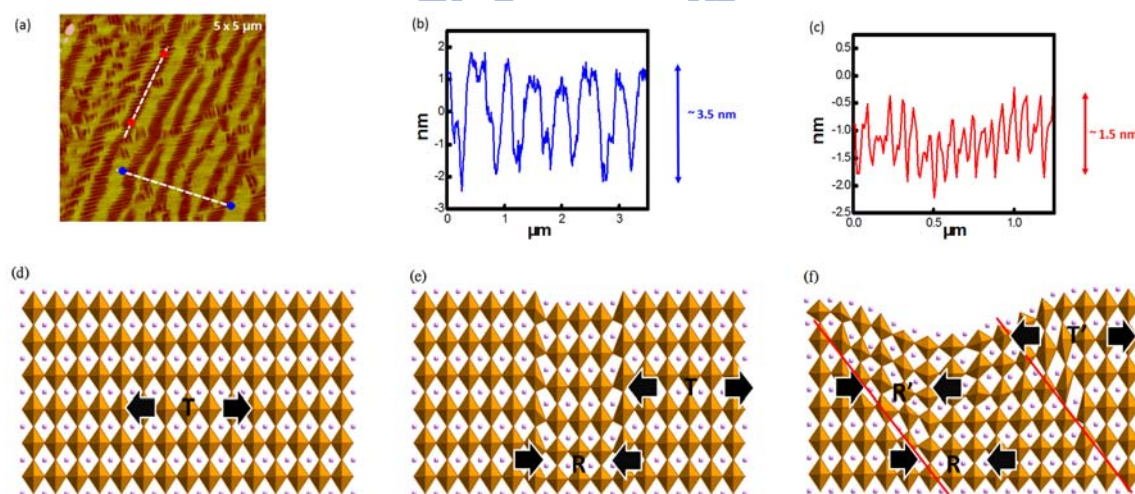 (a)
5 x 5 µm
(b)
2
1
0
-1
-2
-3
nm
0
1
2
3
µm
~ 3.5 nm
(c)
0.5
0.0
-0.5
-1.0
-1.5
-2.0
-2.5
nm
0.0
0.5
1.0
µm
~ 1.5 nm
(d)
T
(e)
T
R
(f)
T'
R'
R